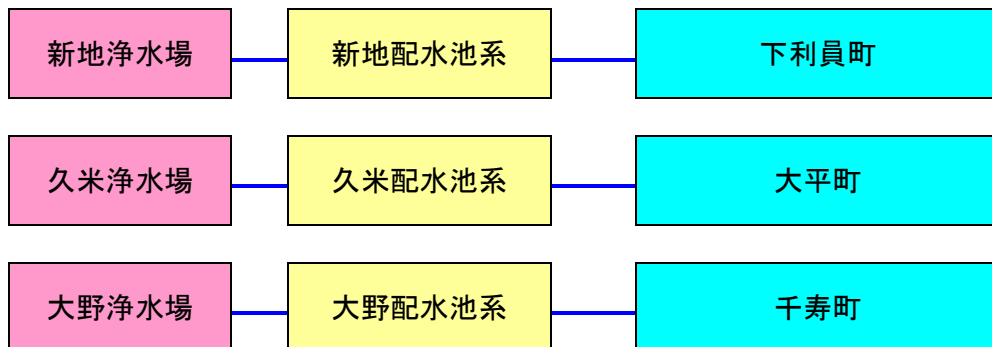 新地浄水場 新地配水池系 下利員町
久米浄水場 久米配水池系 大平町
大野浄水場 大野配水池系 千寿町